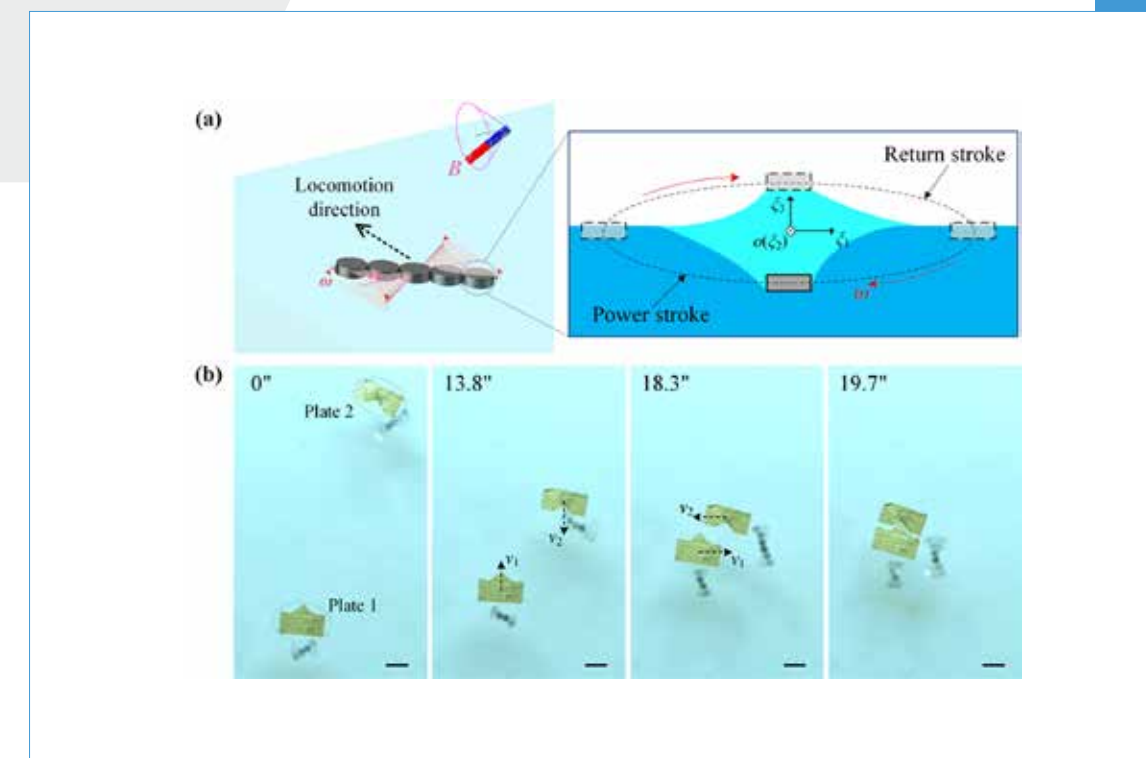 (a)
B
Locomotion
direction
ω
Return stroke
ζ₃
o(ζ₂)
ζ₁
Power stroke
ω
(b)
0"
Plate 2
Plate 1
13.8"
v₂
v₁
18.3"
v₂
v₁
19.7"